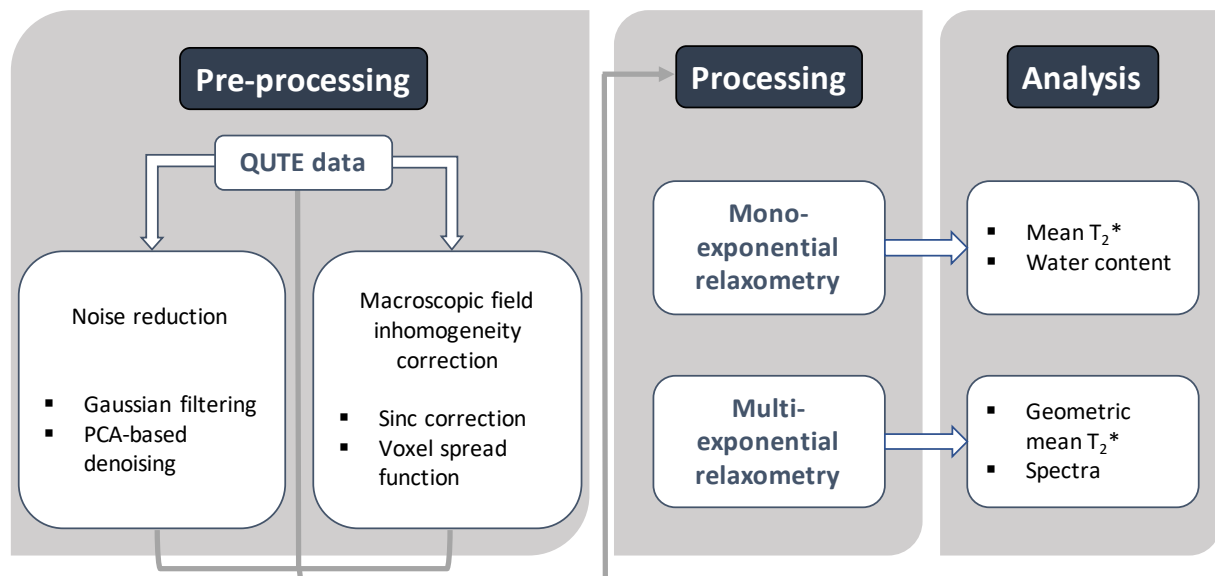 Pre-processing
QUTE data
Noise reduction
▪ Gaussian filtering
▪ PCA-based
denoising
Macroscopic field
inhomogeneity
correction
▪ Sinc correction
▪ Voxel spread
function
Processing
Mono-
exponential
relaxometry
Multi-
exponential
relaxometry
Analysis
▪ Mean T₂*
▪ Water content
▪ Geometric
mean T₂*
▪ Spectra